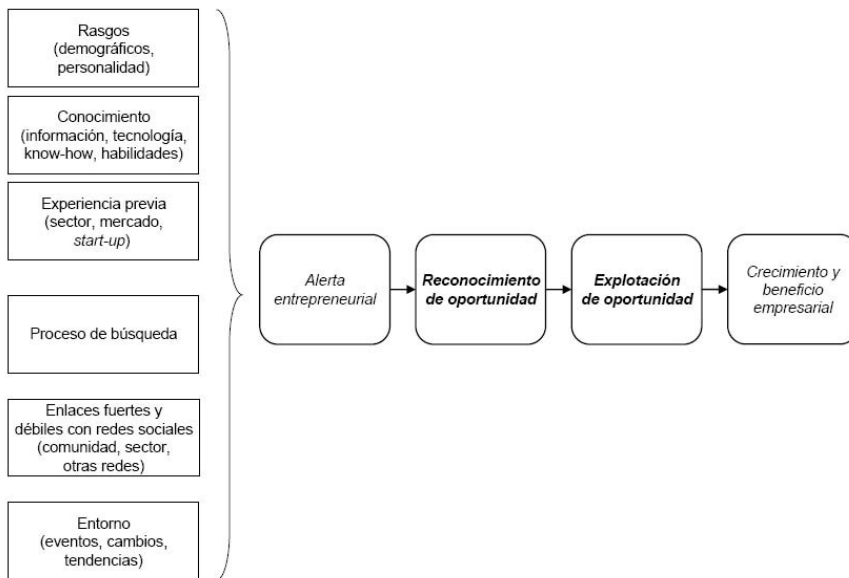 Rasgos
(demográficos,
personalidad)
Conocimiento
(información, tecnología,
know-how, habilidades)
Experiencia previa
(sector, mercado,
start-up)
Proceso de búsqueda
Enlaces fuertes y
débiles con redes sociales
(comunidad, sector,
otras redes)
Entorno
(eventos, cambios,
tendencias)
Alerta
entrepreneurial
Reconocimiento
de oportunidad
Explotación
de oportunidad
Crecimiento y
beneficio
empresarial